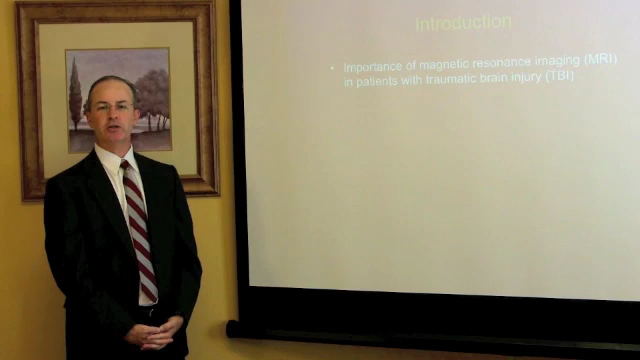 Introduction
• Importance of magnetic resonance imaging (MRI)
in patients with traumatic brain injury (TBI)